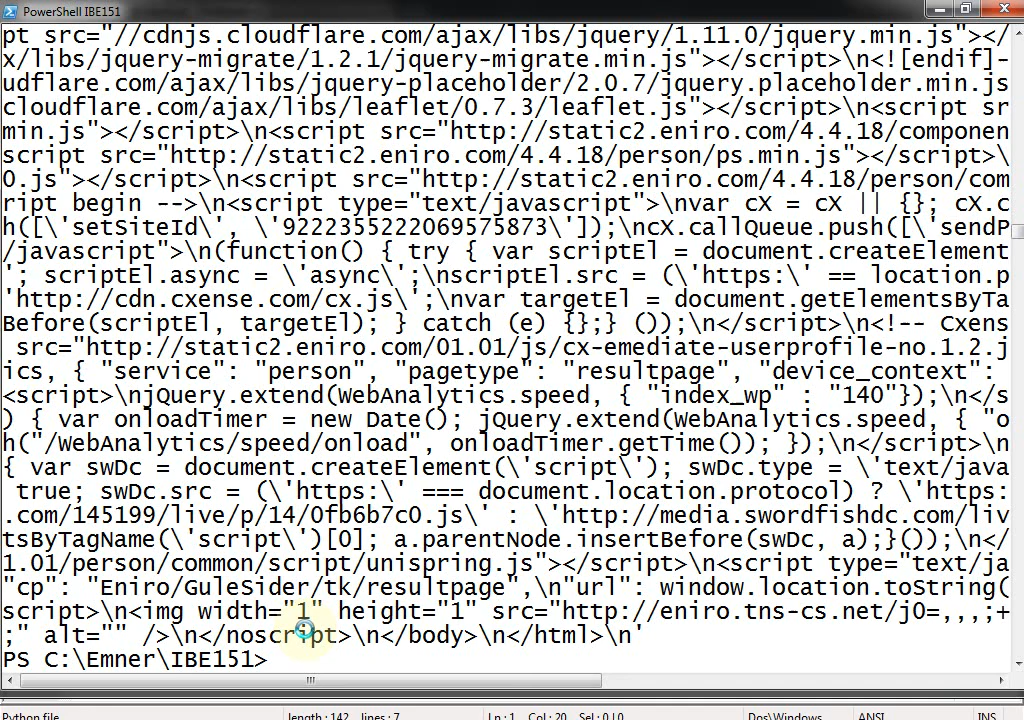 PowerShell IBE151
pt src="//cdnjs.cloudflare.com/ajax/libs/jquery/1.11.0/jquery.min.js"></
x/libs/jquery-migrate/1.2.1/jquery-migrate.min.js"></script>\n<![endif]-
udflare.com/ajax/libs/jquery-placeholder/2.0.7/jquery.placeholder.min.js
cloudflare.com/ajax/libs/leaflet/0.7.3/leaflet.js"></script>\n<script sr
min.js"></script>\n<script src="http://static2.eniro.com/4.4.18/componen
script src="http://static2.eniro.com/4.4.18/person/ps.min.js"></script>\
0.js"></script>\n<script src="http://static2.eniro.com/4.4.18/person/com
ript begin -->\n<script type="text/javascript">\nvar cX = cX || {}; cX.c
h([\'setSiteId\', \'9222355222069575873\']);\ncX.callQueue.push([\'sendP
/javascript">\n(function() { try { var scriptEl = document.createElement
'; scriptEl.async = \'async\';\nscriptEl.src = (\'https:\' == location.p
'http://cdn.cxense.com/cx.js\';\nvar targetEl = document.getElementsByTa
Before(scriptEl, targetEl); } catch (e) {};} ());\n</script>\n<!-- Cxens
src="http://static2.eniro.com/01.01/js/cx-emediate-userprofile-no.1.2.j
ics, { "service": "person", "pagetype": "resultpage", "device_context":
<script>\njQuery.extend(WebAnalytics.speed, { "index_wp" : "140"});\n</s
) { var onloadTimer = new Date(); jQuery.extend(WebAnalytics.speed, { "o
h("/WebAnalytics/speed/onload", onloadTimer.getTime()); });\n</script>\n
{ var swDc = document.createElement(\'script\'); swDc.type = \'text/java
true; swDc.src = (\'https:\' === document.location.protocol) ? \'https:
.com/145199/live/p/14/0fb6b7c0.js\' : \'http://media.swordfishdc.com/liv
tsByTagName(\'script\')[0]; a.parentNode.insertBefore(swDc, a);}());\n</
1.01/person/common/script/unispring.js"></script>\n<script type="text/ja
"cp": "Eniro/GuleSider/tk/resultpage",\n"url": window.location.toString(
script>\n<img width="1" height="1" src="http://eniro.tns-cs.net/j0=,,,;+
;" alt="" />\n</noscript>\n</body>\n</html>\n'
PS C:\Emner\IBE151>
Python file length : 142 lines : 7 Ln : 1 Col : 20 Sel : 0 | 0 Dos\Windows ANSI INS